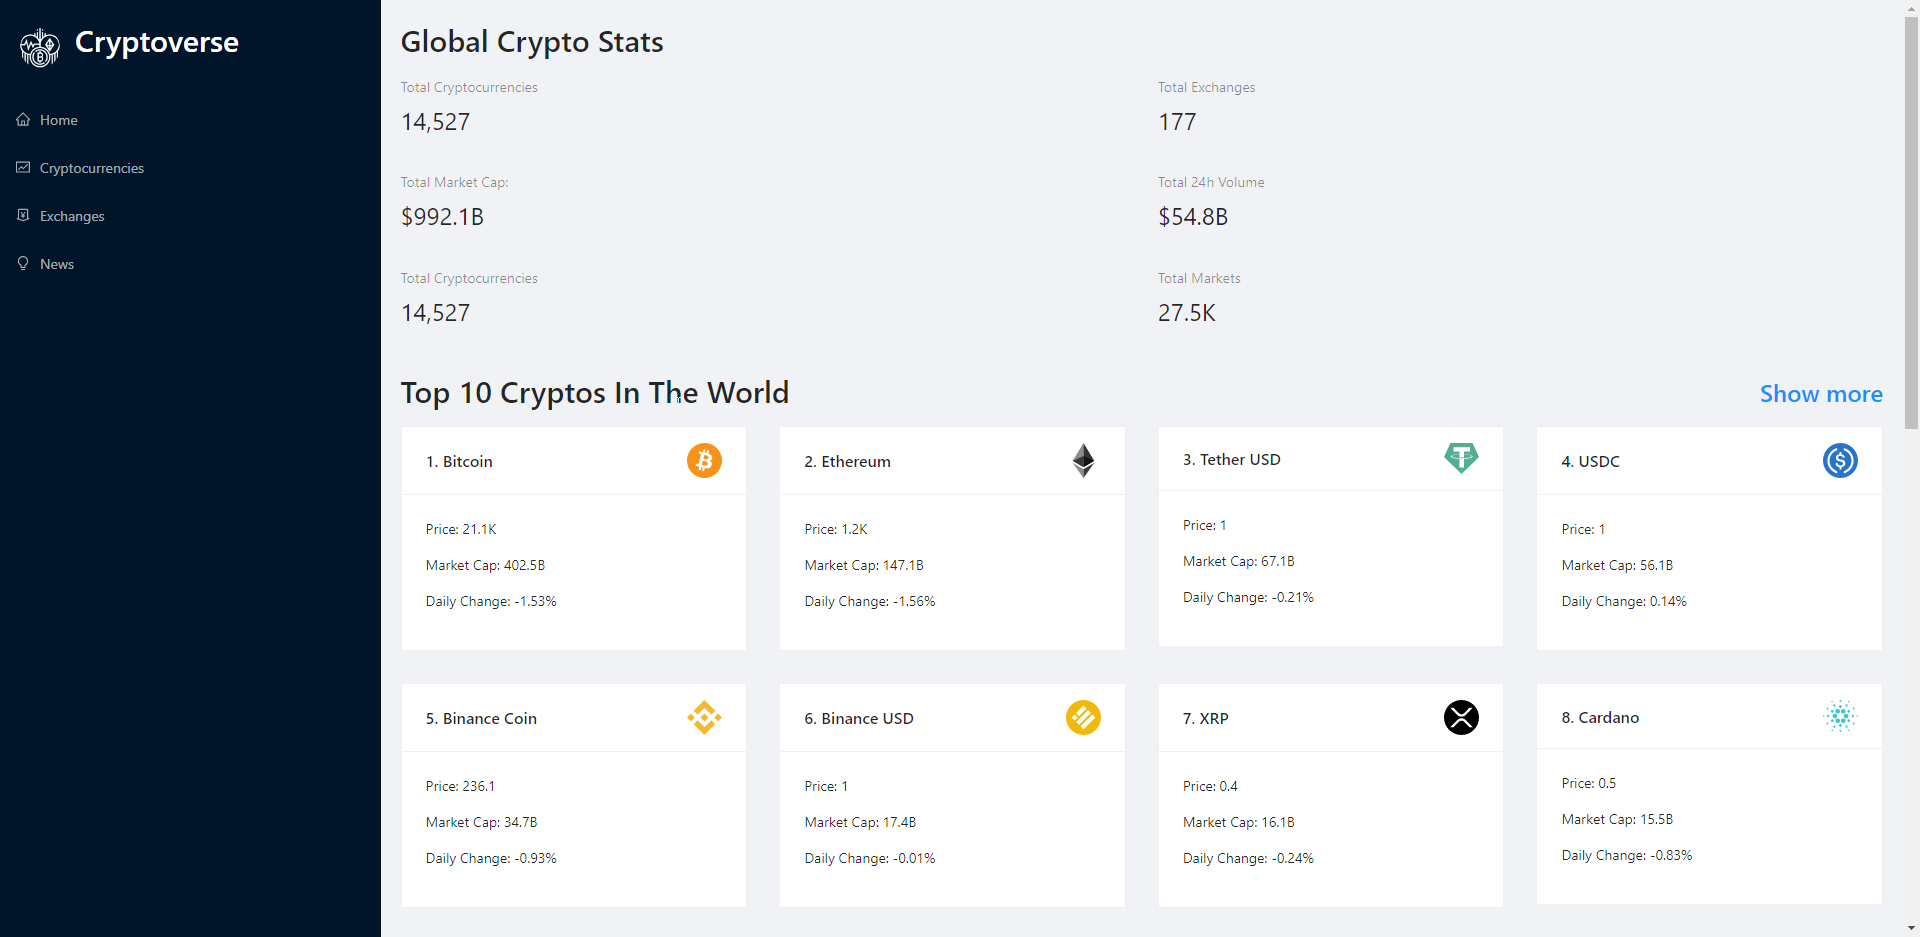 Cryptoverse
Home
Cryptocurrencies
Exchanges
News
Global Crypto Stats
Total Cryptocurrencies
14,527
Total Exchanges
177
Total Market Cap:
$992.1B
Total 24h Volume
$54.8B
Total Cryptocurrencies
14,527
Total Markets
27.5K
Top 10 Cryptos In The World
Show more
1. Bitcoin
Price: 21.1K
Market Cap: 402.5B
Daily Change: -1.53%
2. Ethereum
Price: 1.2K
Market Cap: 147.1B
Daily Change: -1.56%
3. Tether USD
Price: 1
Market Cap: 67.1B
Daily Change: -0.21%
4. USDC
Price: 1
Market Cap: 56.1B
Daily Change: 0.14%
5. Binance Coin
Price: 236.1
Market Cap: 34.7B
Daily Change: -0.93%
6. Binance USD
Price: 1
Market Cap: 17.4B
Daily Change: -0.01%
7. XRP
Price: 0.4
Market Cap: 16.1B
Daily Change: -0.24%
8. Cardano
Price: 0.5
Market Cap: 15.5B
Daily Change: -0.83%